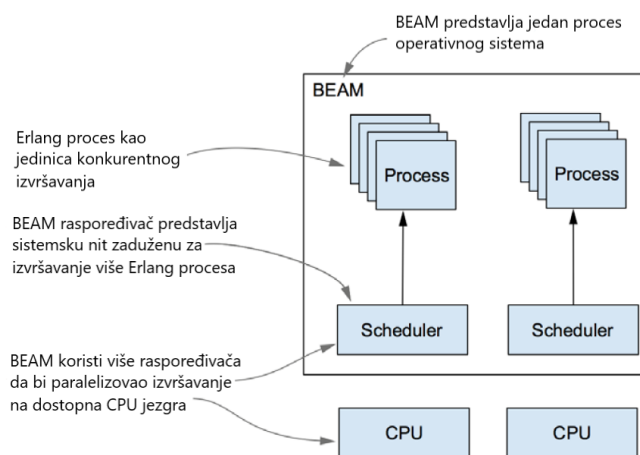 BEAM predstavlja jedan proces
operativnog sistema
BEAM
Erlang proces kao
jedinica konkurentnog
izvršavanja
Process
Process
BEAM raspoređivač predstavlja
sistemsku nit zaduženu za
izvršavanje više Erlang procesa
Scheduler
Scheduler
BEAM koristi više raspoređivača
da bi paralelizovao izvršavanje
na dostopna CPU jezgra
CPU
CPU